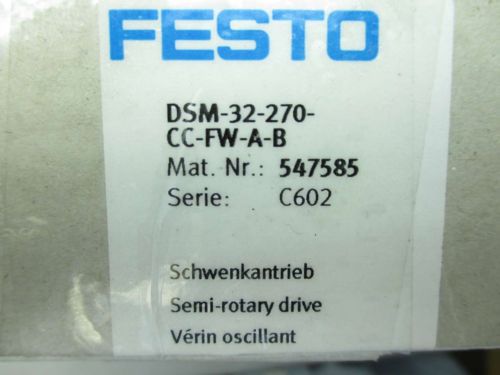 FESTO
DSM-32-270-
CC-FW-A-B
Mat. Nr.: 547585
Serie: C602
Schwenkantrieb
Semi-rotary drive
Vérin oscillant